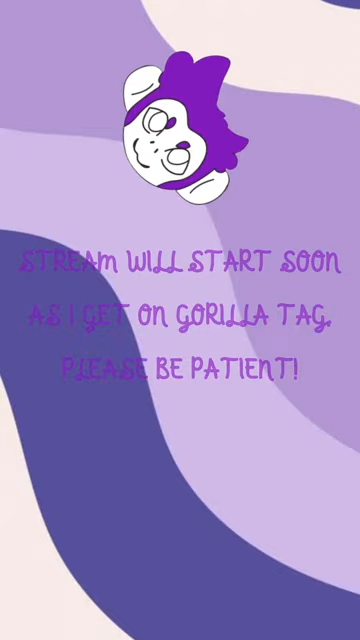 STREAM WILL START SOON
AS I GET ON GORILLA TAG,
PLEASE BE PATIENT!